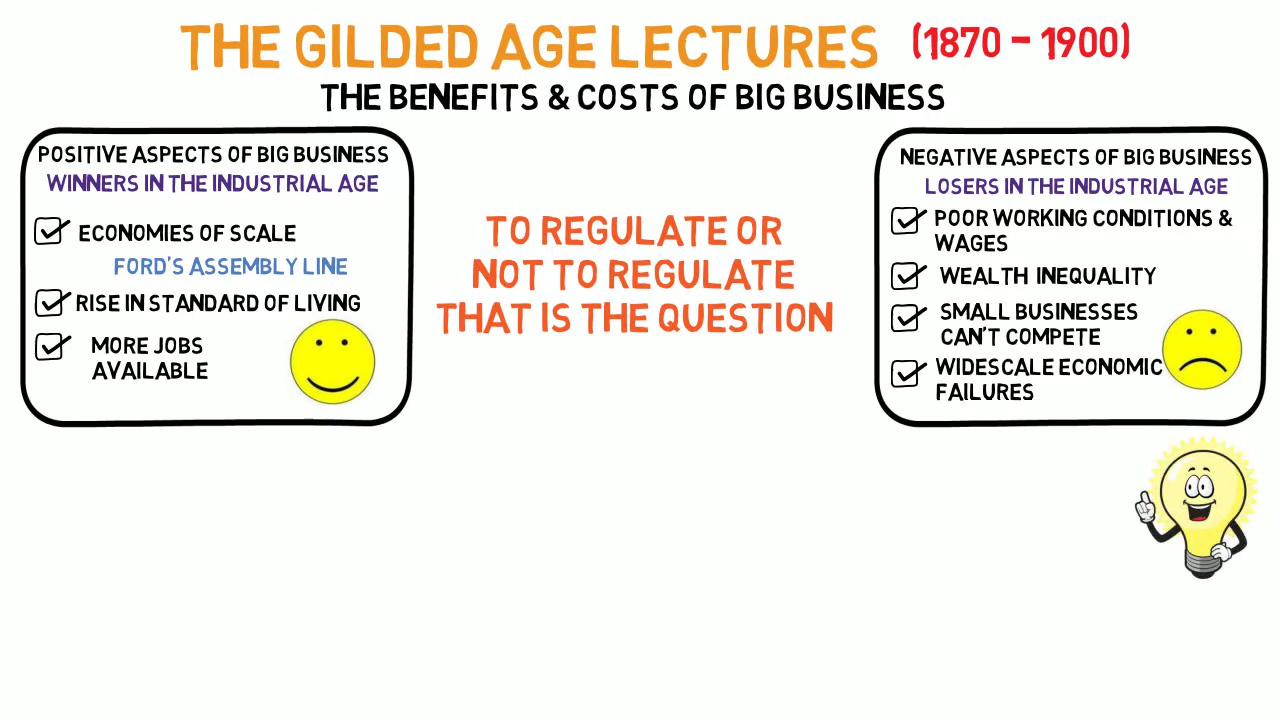 THE GILDED AGE LECTURES (1870 - 1900)
THE BENEFITS & COSTS OF BIG BUSINESS
POSITIVE ASPECTS OF BIG BUSINESS
WINNERS IN THE INDUSTRIAL AGE
ECONOMIES OF SCALE
FORD'S ASSEMBLY LINE
RISE IN STANDARD OF LIVING
MORE JOBS
AVAILABLE
TO REGULATE OR
NOT TO REGULATE
THAT IS THE QUESTION
NEGATIVE ASPECTS OF BIG BUSINESS
LOSERS IN THE INDUSTRIAL AGE
POOR WORKING CONDITIONS &
WAGES
WEALTH INEQUALITY
SMALL BUSINESSES
CAN'T COMPETE
WIDESCALE ECONOMIC
FAILURES